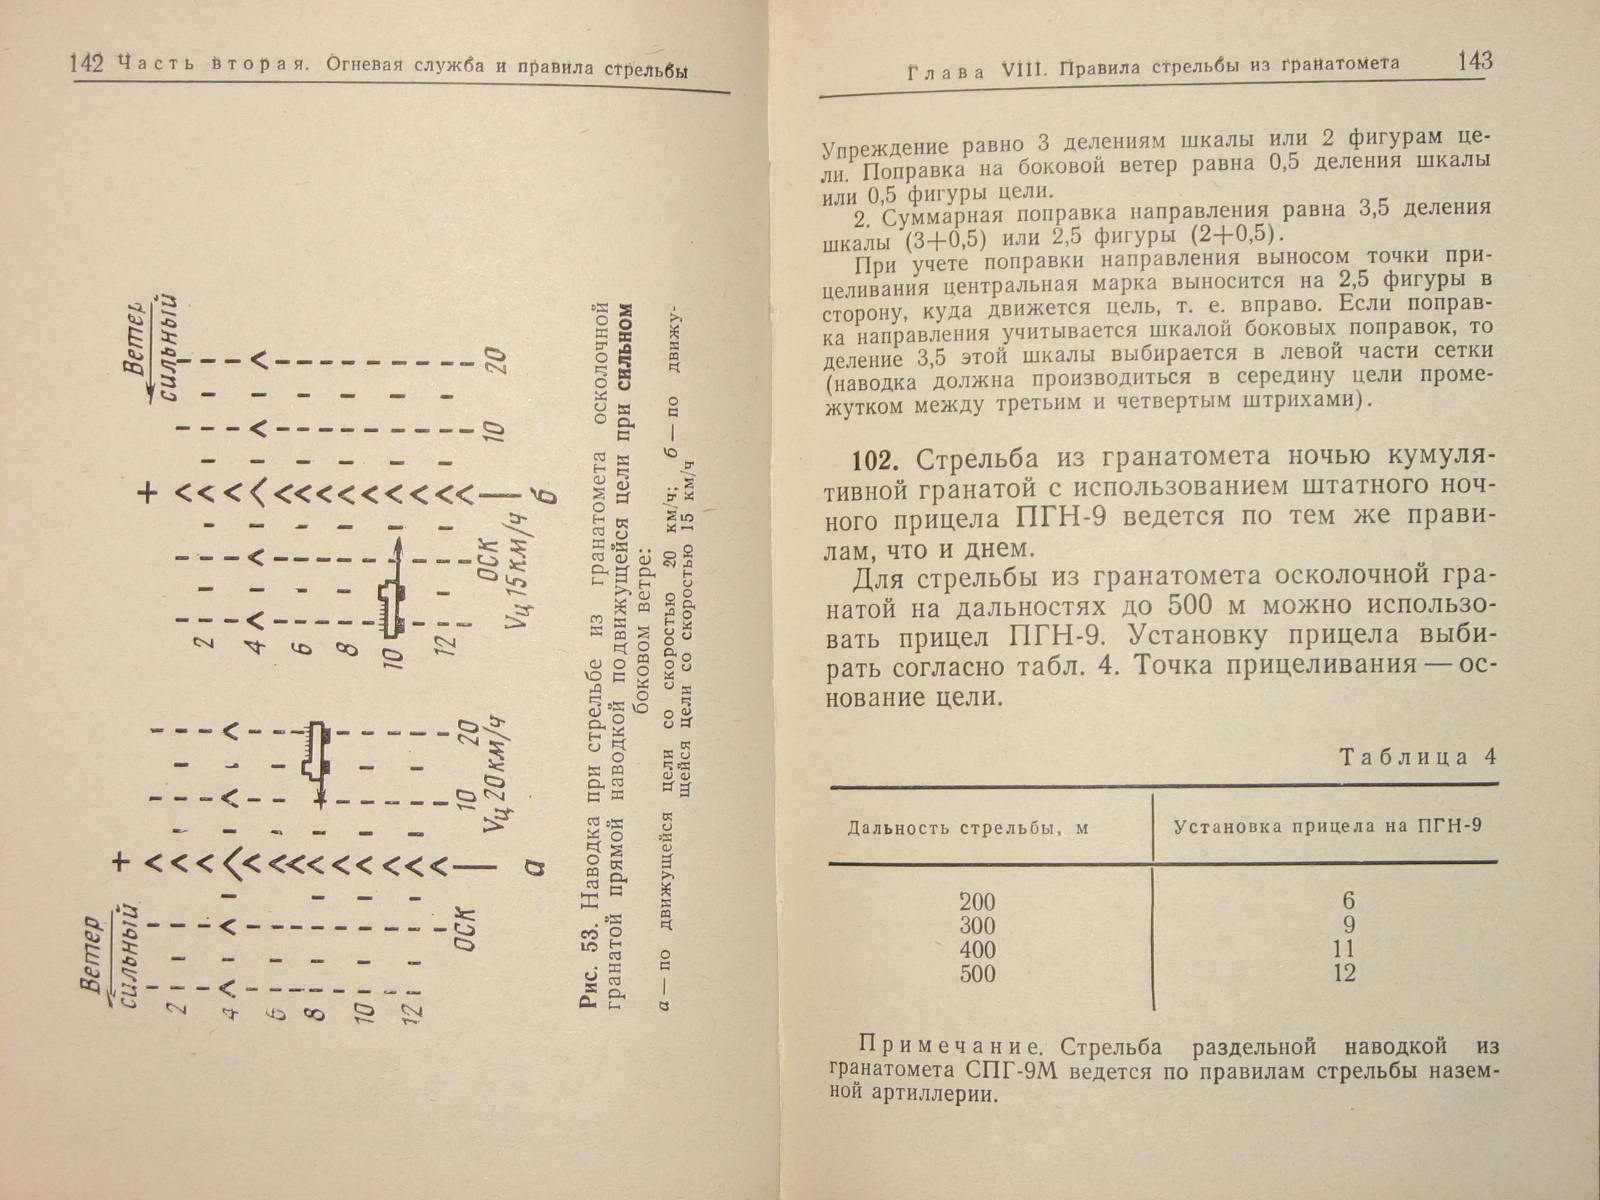 142 Часть вторая. Огневая служба и правила стрельбы
Ветер
сильный
2
4
6
8
10
12
ОСК
+
10
20
Vц 20 км/ч
а
Ветер
сильный
2
4
6
8
10
12
ОСК
Vц 15 км/ч
+
10
20
б
Рис. 53. Наводка при стрельбе из гранатомета осколочной
гранатой прямой наводкой подвижущейся цели при сильном
боковом ветре:
а — по движущейся цели со скоростью 20 км/ч; б — по движу-
щейся цели со скоростью 15 км/ч
Глава VIII. Правила стрельбы из гранатомета 143
Упреждение равно 3 делениям шкалы или 2 фигурам це-
ли. Поправка на боковой ветер равна 0,5 деления шкалы
или 0,5 фигуры цели.
2. Суммарная поправка направления равна 3,5 деления
шкалы (3+0,5) или 2,5 фигуры (2+0,5).
При учете поправки направления выносом точки при-
целивания центральная марка выносится на 2,5 фигуры в
сторону, куда движется цель, т. е. вправо. Если поправ-
ка направления учитывается шкалой боковых поправок, то
деление 3,5 этой шкалы выбирается в левой части сетки
(наводка должна производиться в середину цели проме-
жутком между третьим и четвертым штрихами).
102. Стрельба из гранатомета ночью кумуля-
тивной гранатой с использованием штатного ноч-
ного прицела ПГН-9 ведется по тем же прави-
лам, что и днем.
Для стрельбы из гранатомета осколочной гра-
натой на дальностях до 500 м можно использо-
вать прицел ПГН-9. Установку прицела выби-
рать согласно табл. 4. Точка прицеливания — ос-
нование цели.
Таблица 4
Дальность стрельбы, м Установка прицела на ПГН-9
200 6
300 9
400 11
500 12
Примечание. Стрельба раздельной наводкой из
гранатомета СПГ-9М ведется по правилам стрельбы назем-
ной артиллерии.